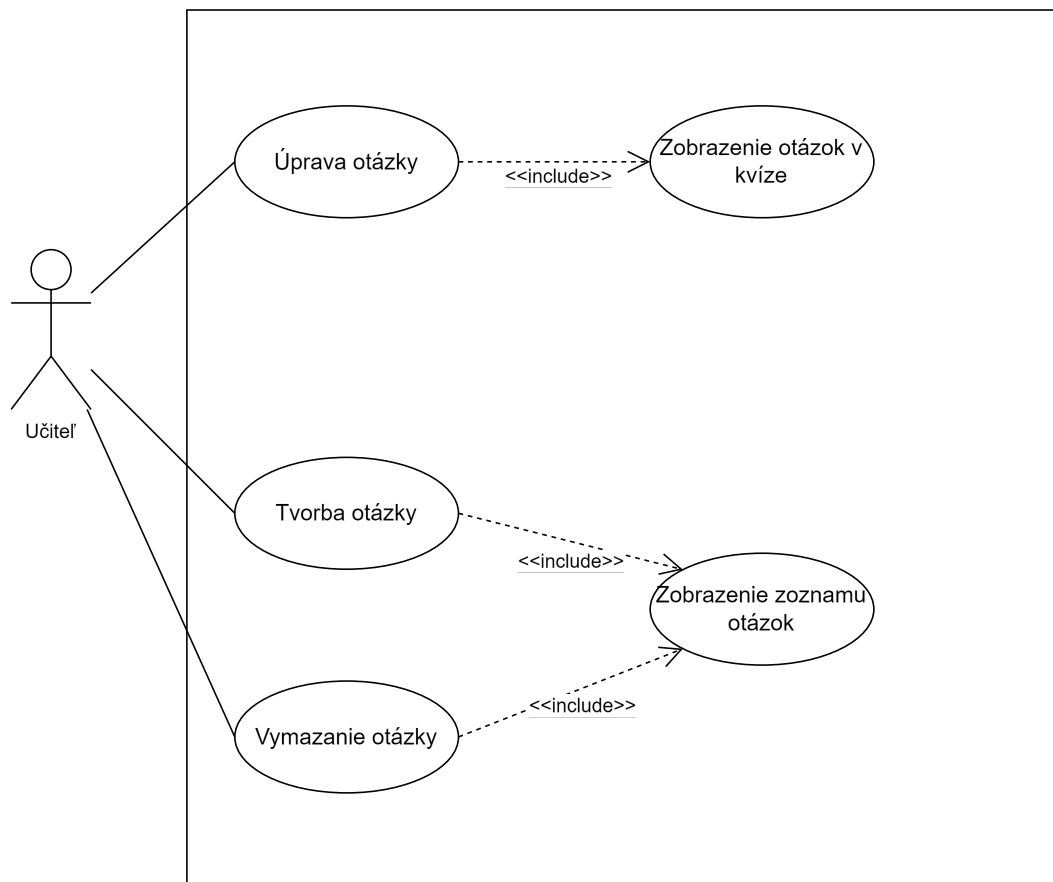 Úprava otázky
<<include>>
Zobrazenie otázok v
kvíze
Učiteľ
Tvorba otázky
<<include>>
Zobrazenie zoznamu
otázok
<<include>>
Vymazanie otázky